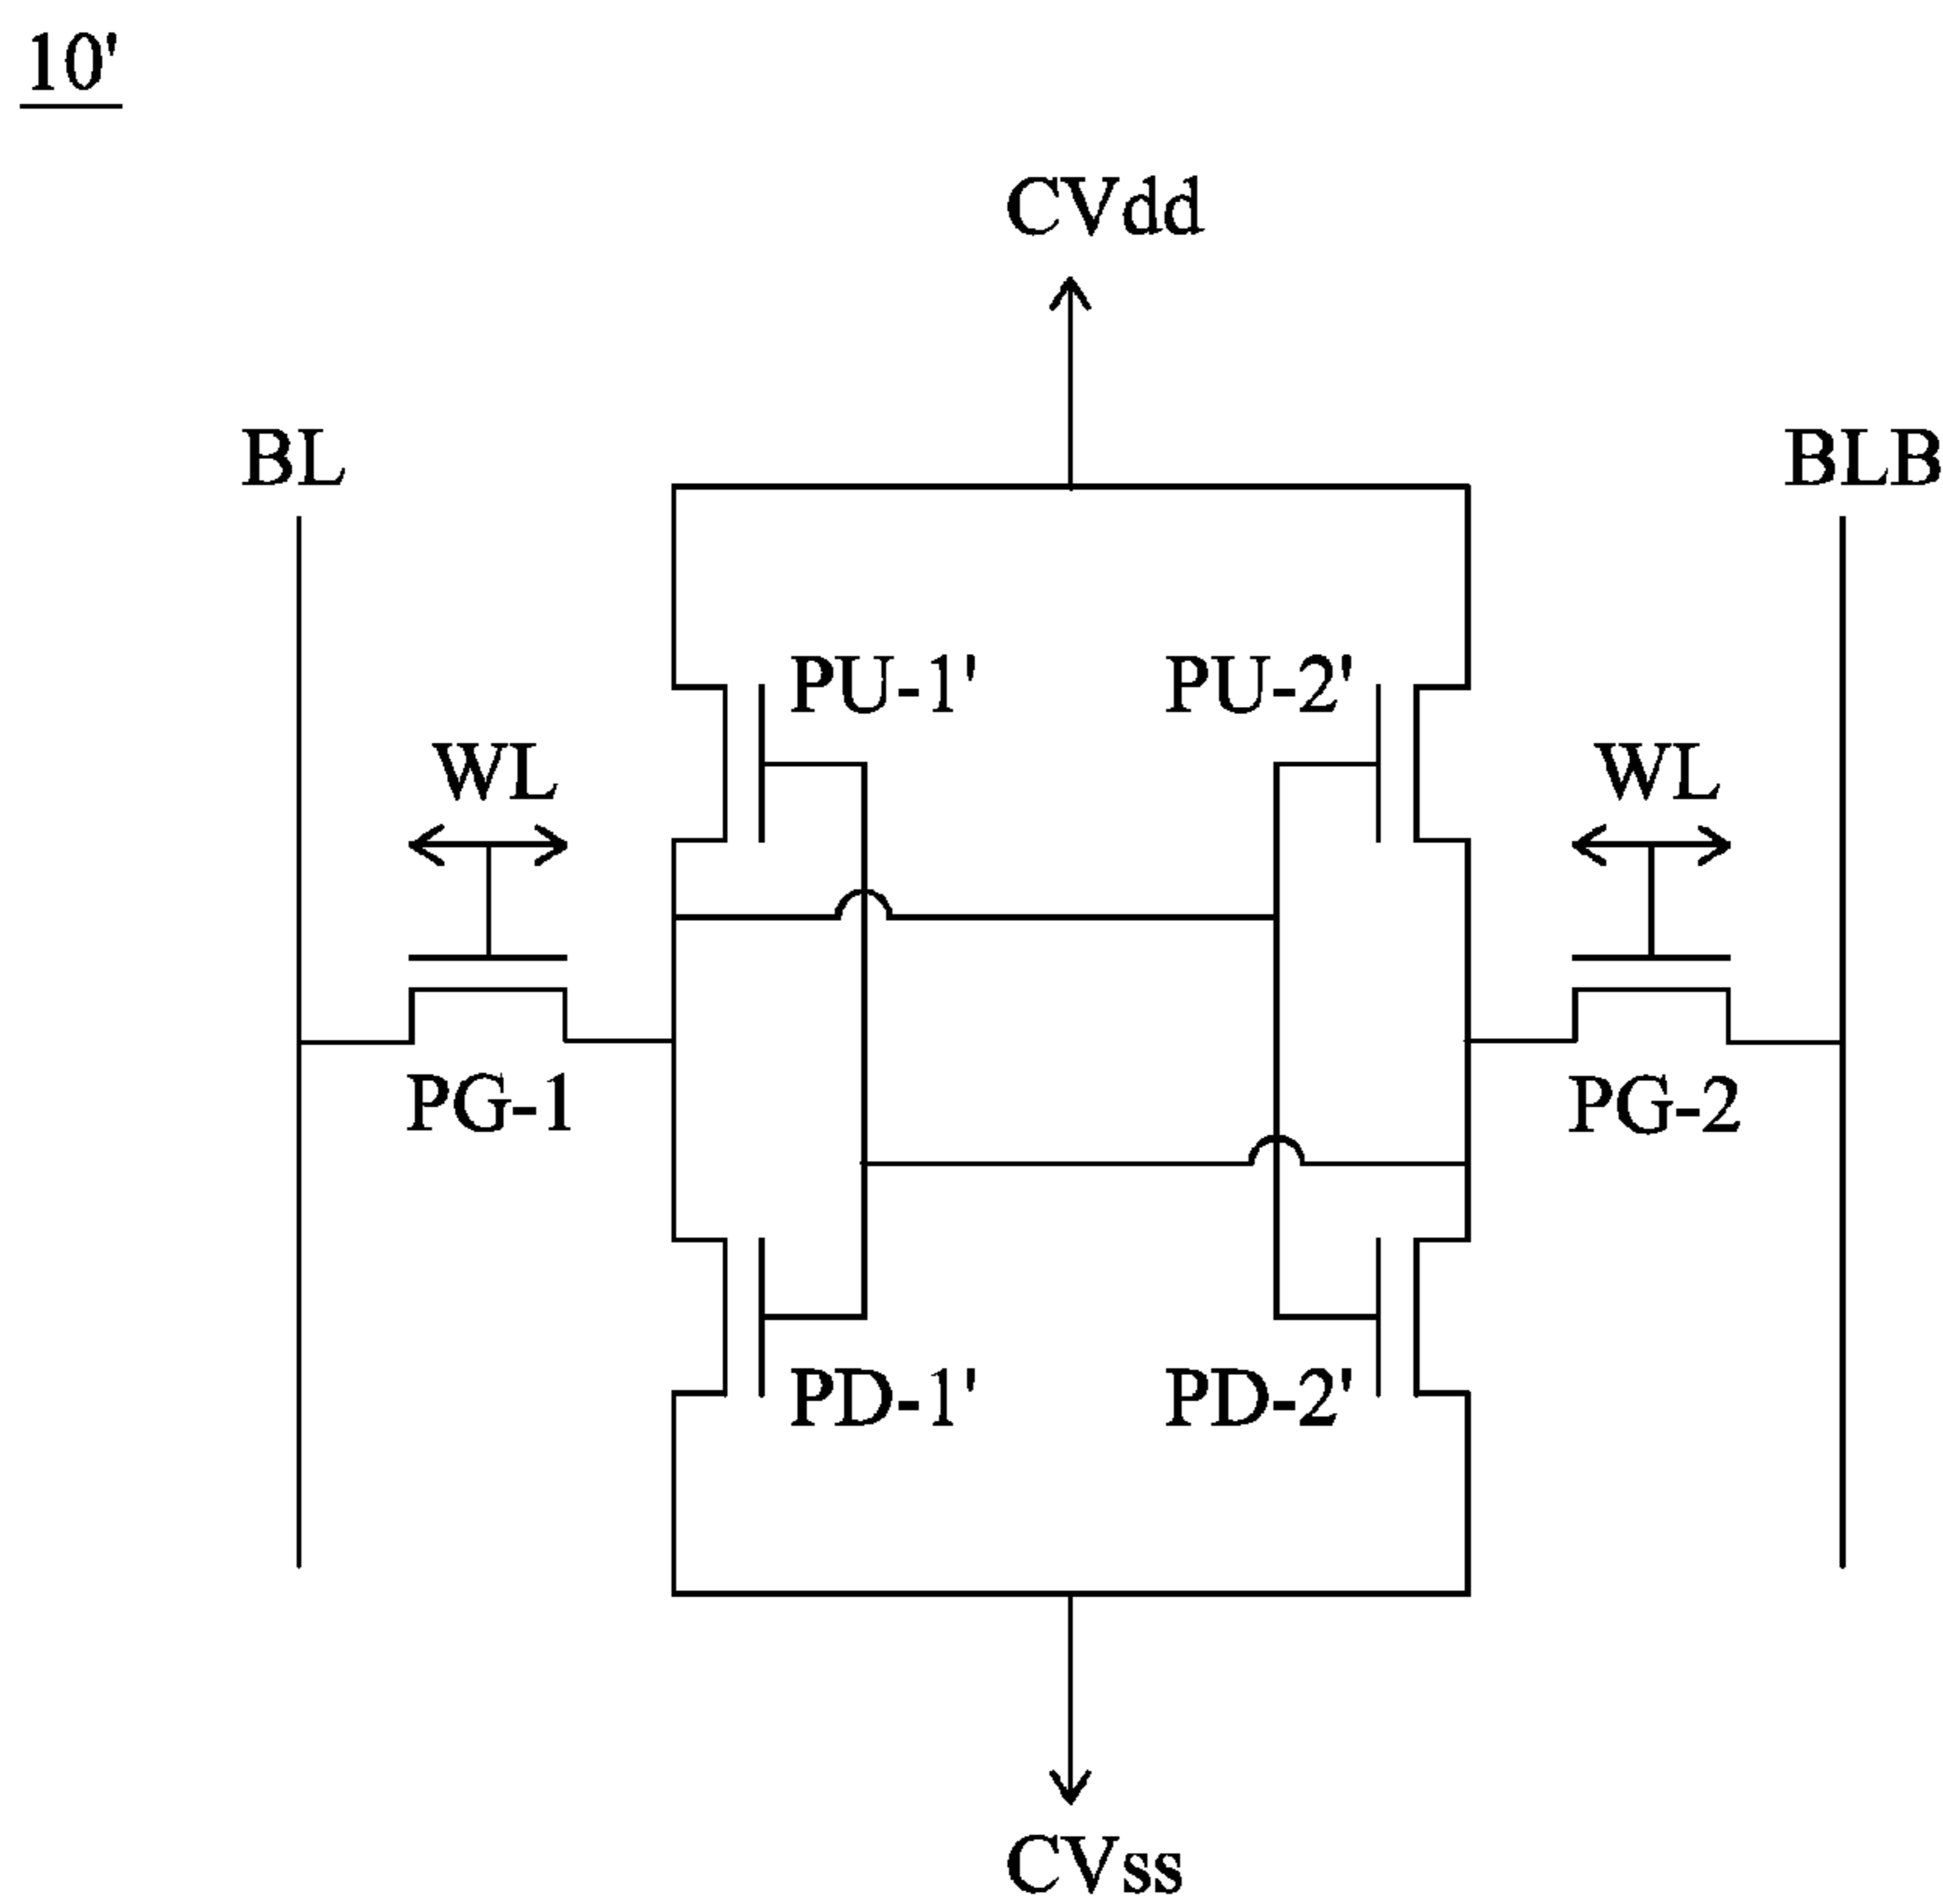 10'
CVdd
BL
BLB
PU-1'
PU-2'
WL
WL
PG-1
PG-2
PD-1'
PD-2'
CVss